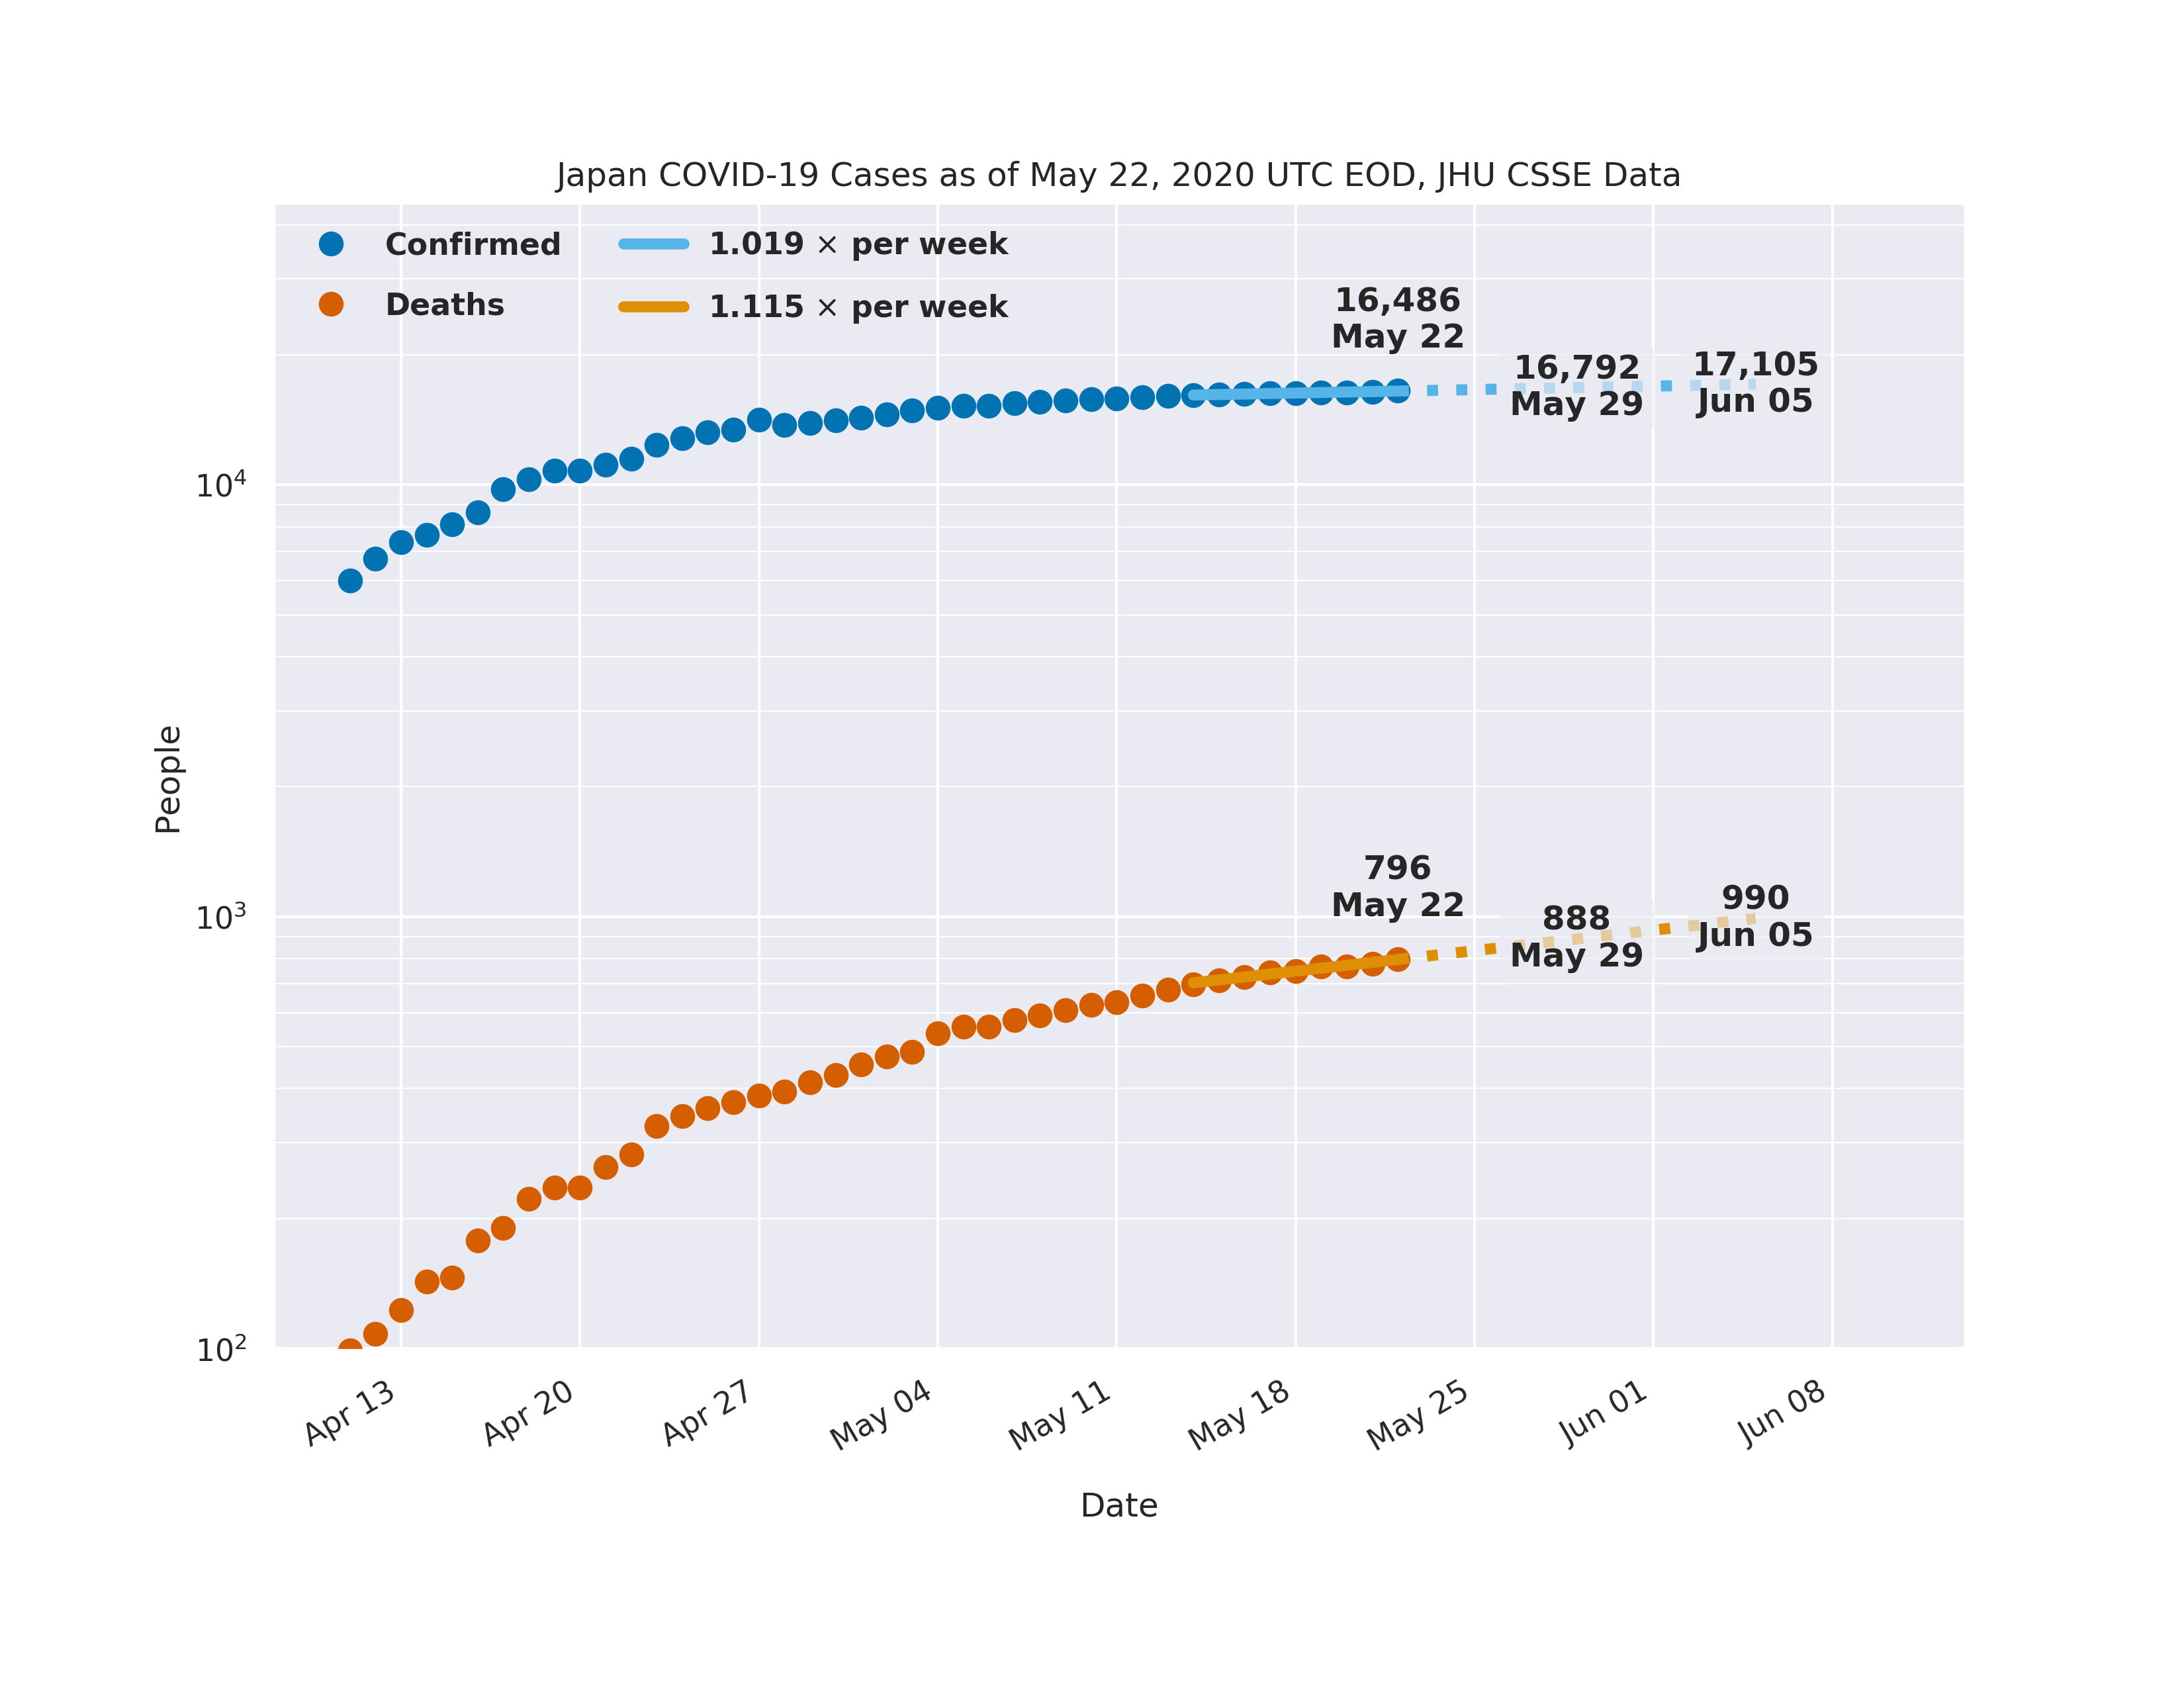 Japan COVID-19 Cases as of May 22, 2020 UTC EOD, JHU CSSE Data
Confirmed
Deaths
1.019 × per week
1.115 × per week
16,486
May 22
16,792
May 29
17,105
Jun 05
796
May 22
888
May 29
990
Jun 05
People
10⁴
10³
10²
Apr 13
Apr 20
Apr 27
May 04
May 11
May 18
May 25
Jun 01
Jun 08
Date